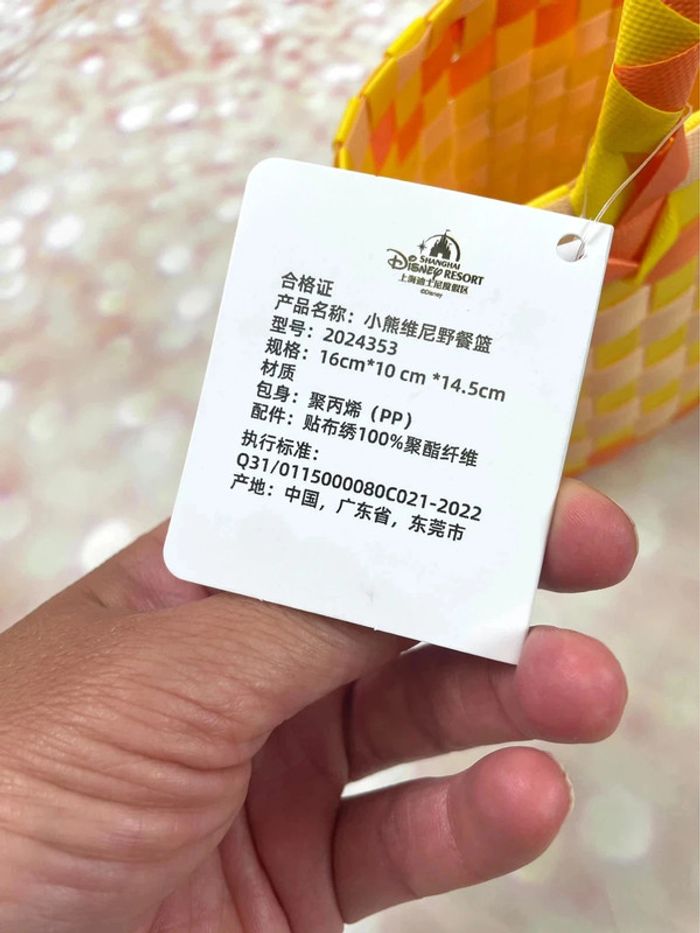 SHANGHAI
Disney RESORT
上海迪士尼度假区
©Disney
合格证
产品名称：小熊维尼野餐篮
型号：2024353
规格：16cm*10 cm *14.5cm
材质
包身：聚丙烯（PP）
配件：贴布绣100%聚酯纤维
执行标准：
Q31/0115000080C021-2022
产地：中国，广东省，东莞市